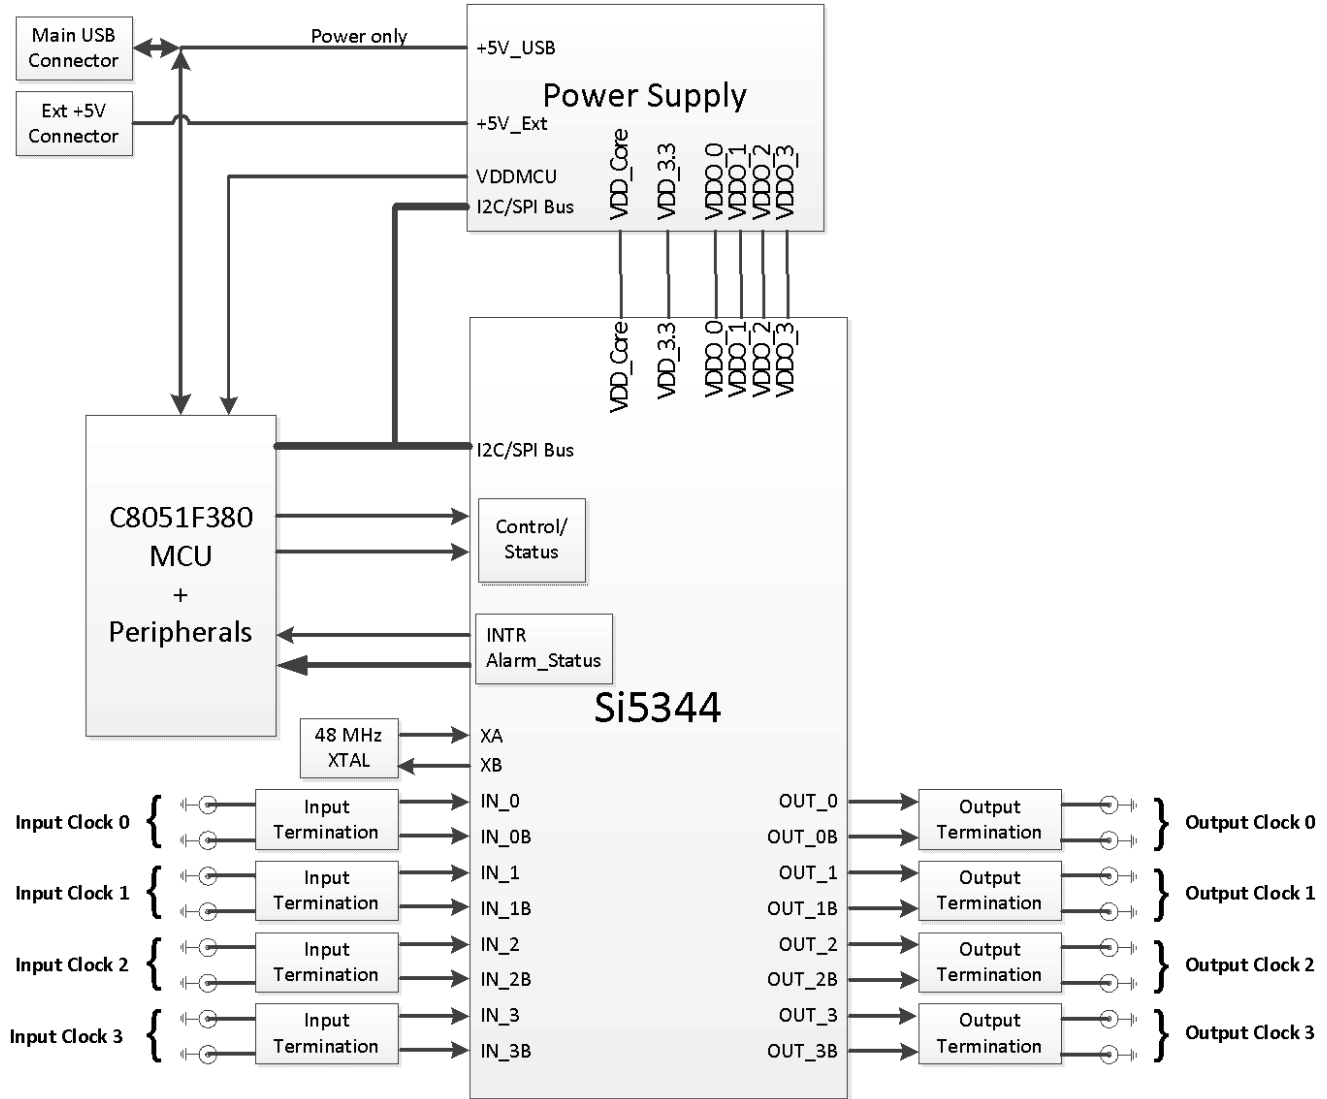 Main USB
Connector
Power only
+5V_USB
Power Supply
Ext +5V
Connector
+5V_Ext
VDDMCU
I2C/SPI Bus
VDD_Core
VDD_3.3
VDDO_0
VDDO_1
VDDO_2
VDDO_3
VDD_Core
VDD_3.3
VDDO_0
VDDO_1
VDDO_2
VDDO_3
I2C/SPI Bus
C8051F380
MCU
+
Peripherals
Control/
Status
INTR
Alarm_Status
Si5344
48 MHz
XTAL
XA
XB
Input Clock 0
Input
Termination
IN_0
IN_0B
OUT_0
OUT_0B
Output
Termination
Output Clock 0
Input Clock 1
Input
Termination
IN_1
IN_1B
OUT_1
OUT_1B
Output
Termination
Output Clock 1
Input Clock 2
Input
Termination
IN_2
IN_2B
OUT_2
OUT_2B
Output
Termination
Output Clock 2
Input Clock 3
Input
Termination
IN_3
IN_3B
OUT_3
OUT_3B
Output
Termination
Output Clock 3